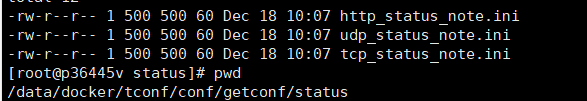 total 12
-rw-r--r-- 1 500 500 60 Dec 18 10:07 http_status_note.ini
-rw-r--r-- 1 500 500 60 Dec 18 10:07 udp_status_note.ini
-rw-r--r-- 1 500 500 60 Dec 18 10:07 tcp_status_note.ini
[root@p36445v status]# pwd
/data/docker/tconf/conf/getconf/status